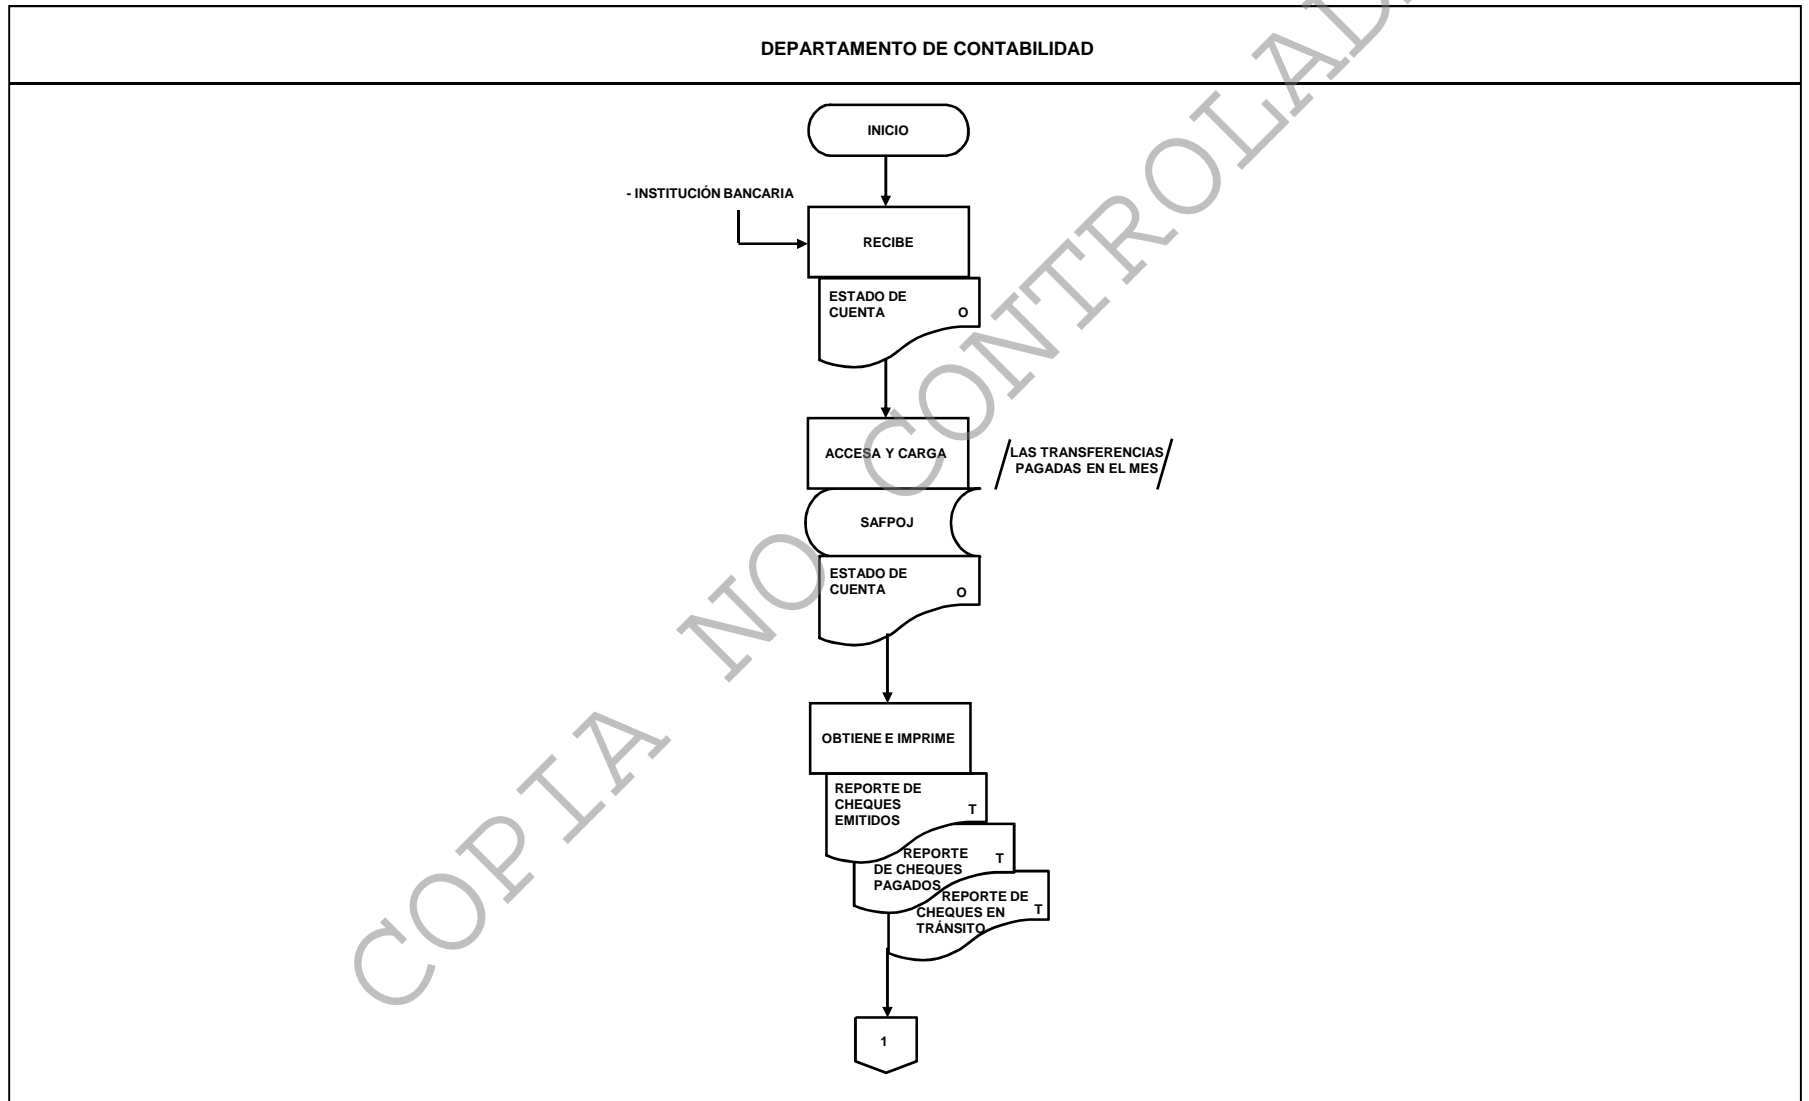 DEPARTAMENTO DE CONTABILIDAD
INICIO
- INSTITUCIÓN BANCARIA
RECIBE
ESTADO DE
CUENTA
O
ACCESA Y CARGA
LAS TRANSFERENCIAS
PAGADAS EN EL MES
SAFPOJ
ESTADO DE
CUENTA
O
OBTIENE E IMPRIME
REPORTE DE
CHEQUES
EMITIDOS
T
REPORTE
DE CHEQUES
PAGADOS
T
REPORTE DE
CHEQUES EN
TRÁNSITO
T
1
COPIA NO CONTROLAD